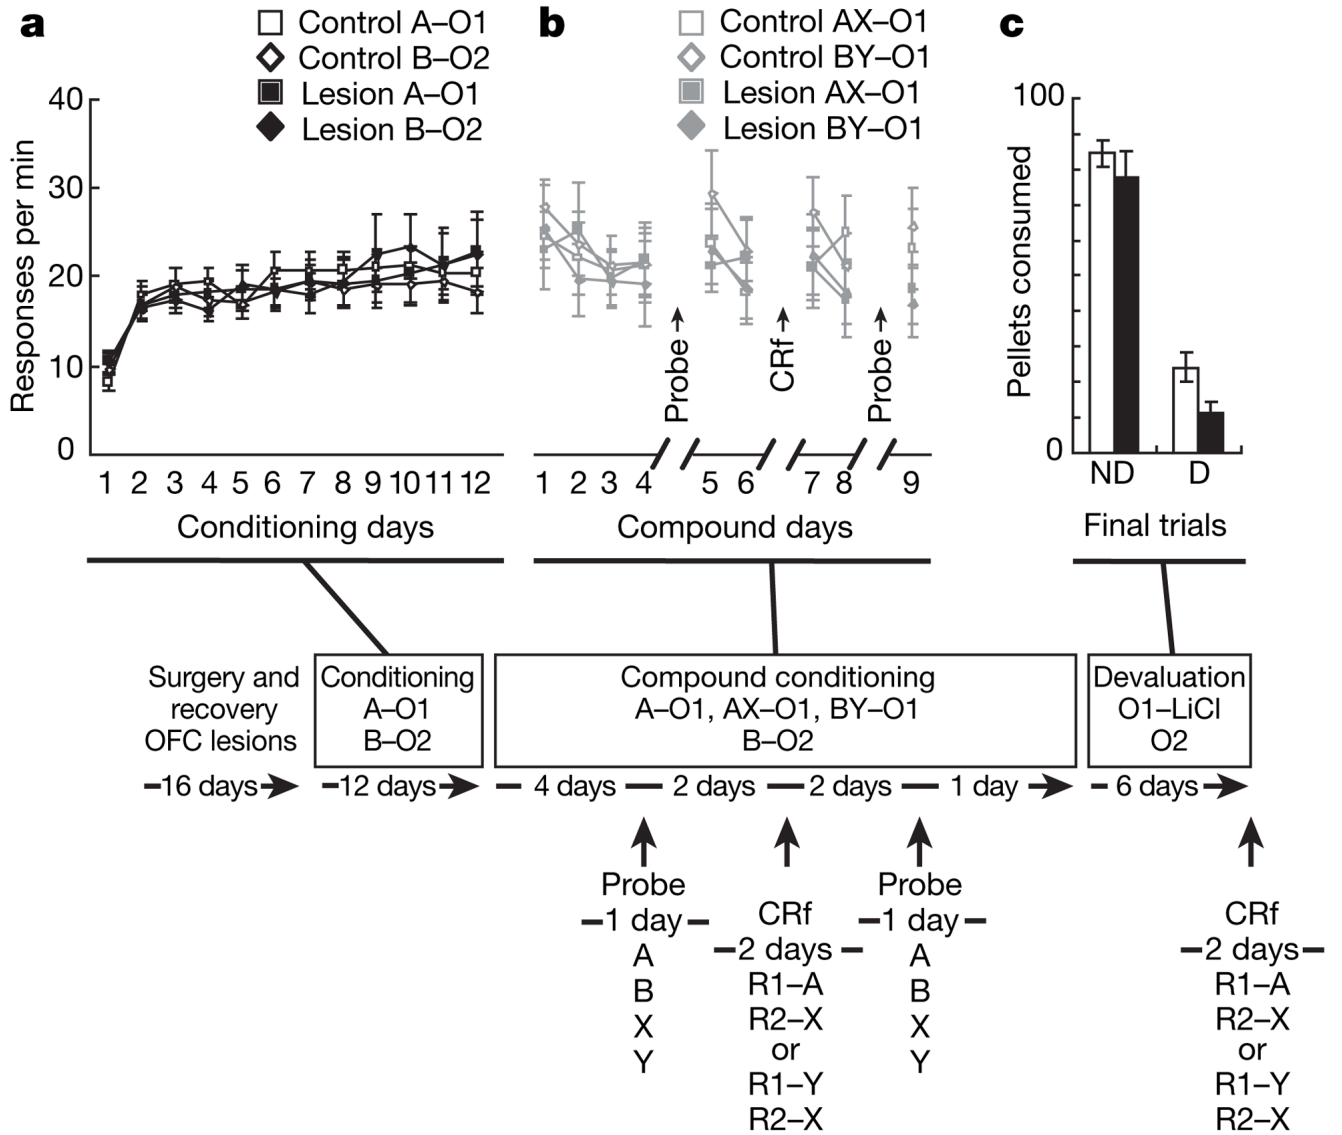 a
Control A–O1
Control B–O2
Lesion A–O1
Lesion B–O2
Responses per min
40
30
20
10
0
1 2 3 4 5 6 7 8 9 10 11 12
Conditioning days
b
Control AX–O1
Control BY–O1
Lesion AX–O1
Lesion BY–O1
Probe
CRf
Probe
1 2 3 4 5 6 7 8 9
Compound days
c
Pellets consumed
100
0
ND D
Final trials
Surgery and
recovery
OFC lesions
16 days
Conditioning
A–O1
B–O2
12 days
Compound conditioning
A–O1, AX–O1, BY–O1
B–O2
4 days 2 days 2 days 1 day
Devaluation
O1–LiCl
O2
6 days
Probe
1 day
A
B
X
Y
CRf
2 days
R1–A
R2–X
or
R1–Y
R2–X
Probe
1 day
A
B
X
Y
CRf
2 days
R1–A
R2–X
or
R1–Y
R2–X